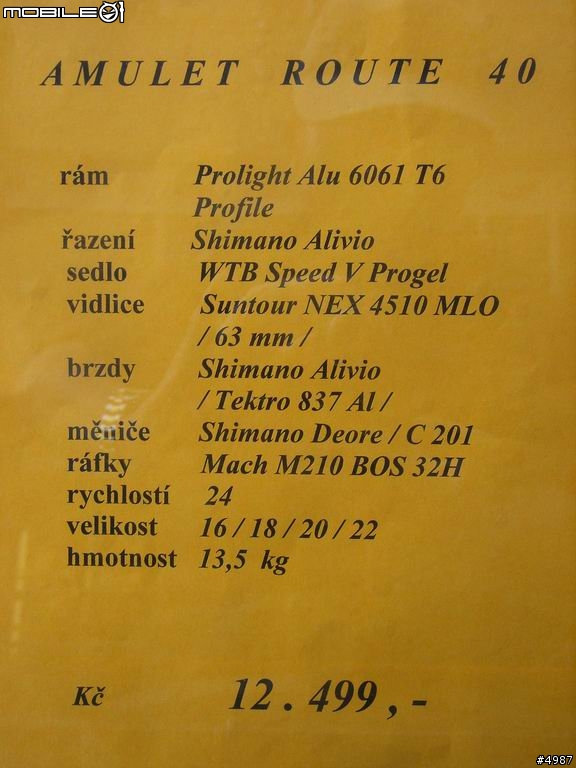 MOBILE01
AMULET ROUTE 40
rám Prolight Alu 6061 T6
Profile
řazení Shimano Alivio
sedlo WTB Speed V Progel
vidlice Suntour NEX 4510 MLO
/ 63 mm /
brzdy Shimano Alivio
/ Tektro 837 Al /
měniče Shimano Deore / C 201
ráfky Mach M210 BOS 32H
rychlostí 24
velikost 16 / 18 / 20 / 22
hmotnost 13,5 kg
Kč 12.499,-
#4987